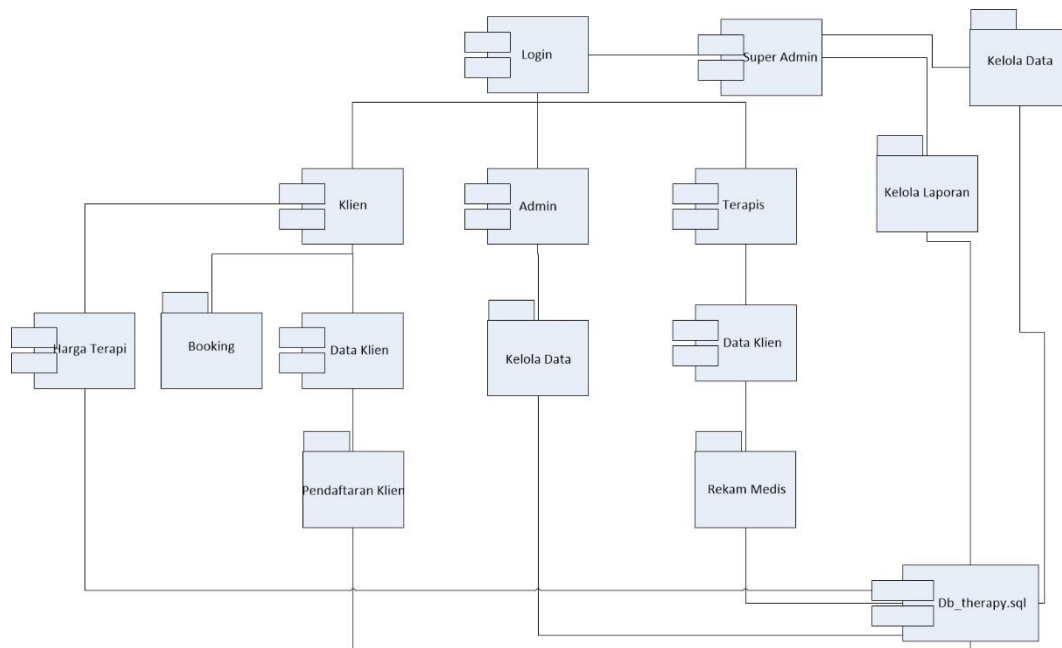 Login
Super Admin
Kelola Data
Klien
Admin
Terapis
Kelola Laporan
Harga Terapi
Booking
Data Klien
Kelola Data
Data Klien
Pendaftaran Klien
Rekam Medis
Db_therapy.sql